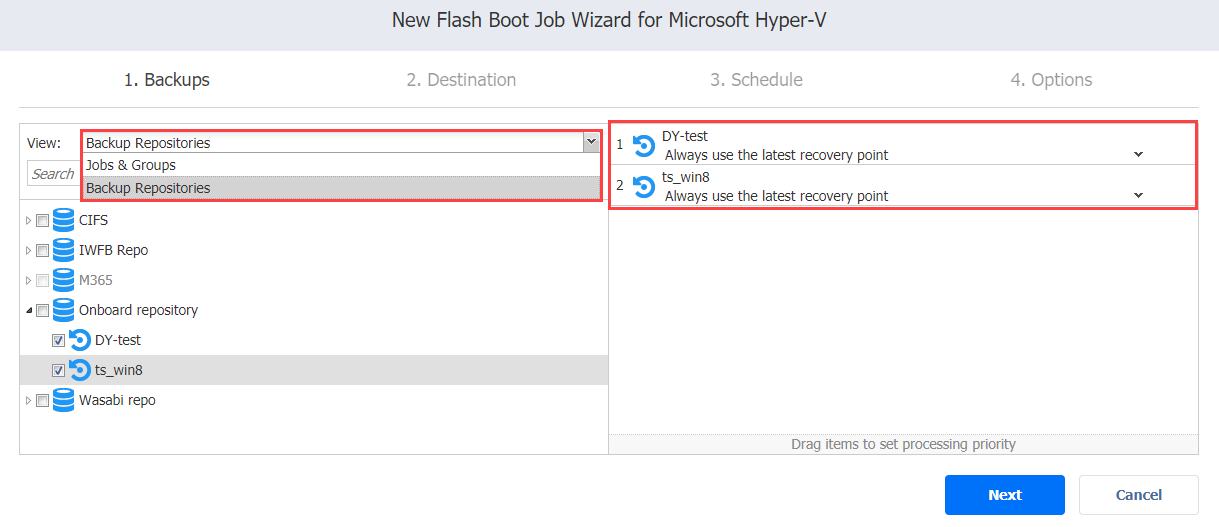 New Flash Boot Job Wizard for Microsoft Hyper-V
1. Backups
2. Destination
3. Schedule
4. Options
View:
Backup Repositories
Jobs & Groups
Backup Repositories
Search
CIFS
IWFB Repo
M365
Onboard repository
DY-test
ts_win8
Wasabi repo
1
DY-test
Always use the latest recovery point
2
ts_win8
Always use the latest recovery point
Drag items to set processing priority
Next
Cancel